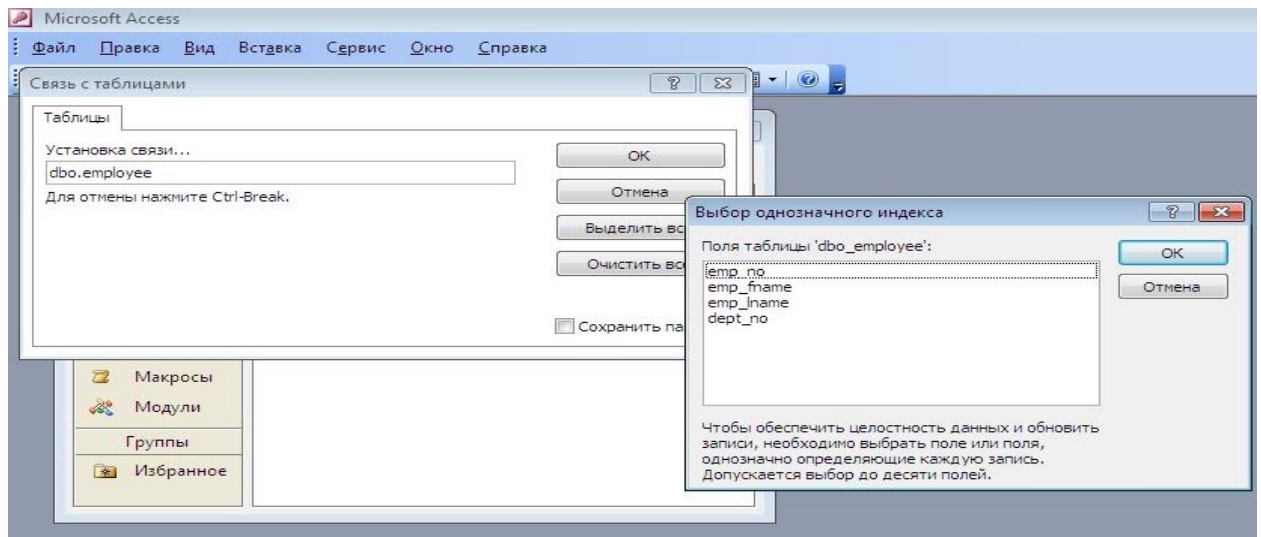 Microsoft Access
Файл Правка Вид Вставка Сервис Окно Справка
Связь с таблицами
Таблицы
Установка связи...
dbo.employee
Для отмены нажмите Ctrl-Break.
ОК
Отмена
Выделить вс
Очистить вс
Сохранить па
Выбор однозначного индекса
Поля таблицы 'dbo_employee':
emp_no
emp_fname
emp_lname
dept_no
ОК
Отмена
Чтобы обеспечить целостность данных и обновить
записи, необходимо выбрать поле или поля,
однозначно определяющие каждую запись.
Допускается выбор до десяти полей.
Макросы
Модули
Группы
Избранное